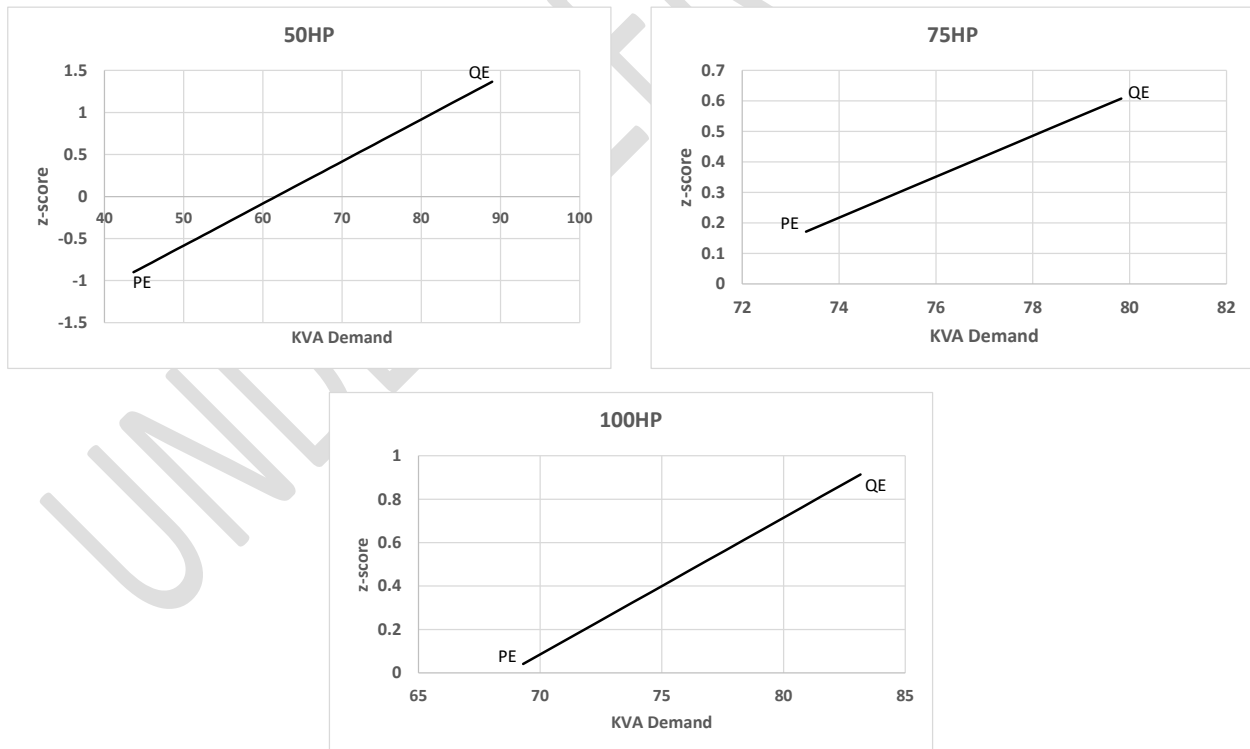 50HP
1.5
1
0.5
0
-0.5
-1
-1.5
40 50 60 70 80 90 100
z-score
KVA Demand
PE
QE
75HP
0.7
0.6
0.5
0.4
0.3
0.2
0.1
0
72 74 76 78 80 82
z-score
KVA Demand
PE
QE
100HP
1
0.8
0.6
0.4
0.2
0
65 70 75 80 85
z-score
KVA Demand
PE
QE